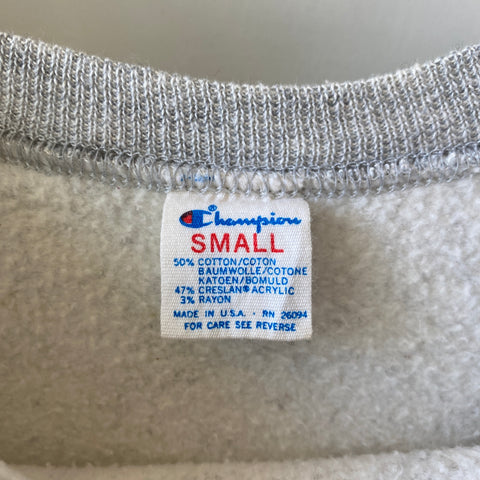 Champion®
SMALL
50% COTTON/COTON
BAUMWOLLE/COTONE
KATOEN/BOMULD
47% CRESLAN® ACRYLIC
3% RAYON
MADE IN U.S.A. · RN 26094
FOR CARE SEE REVERSE